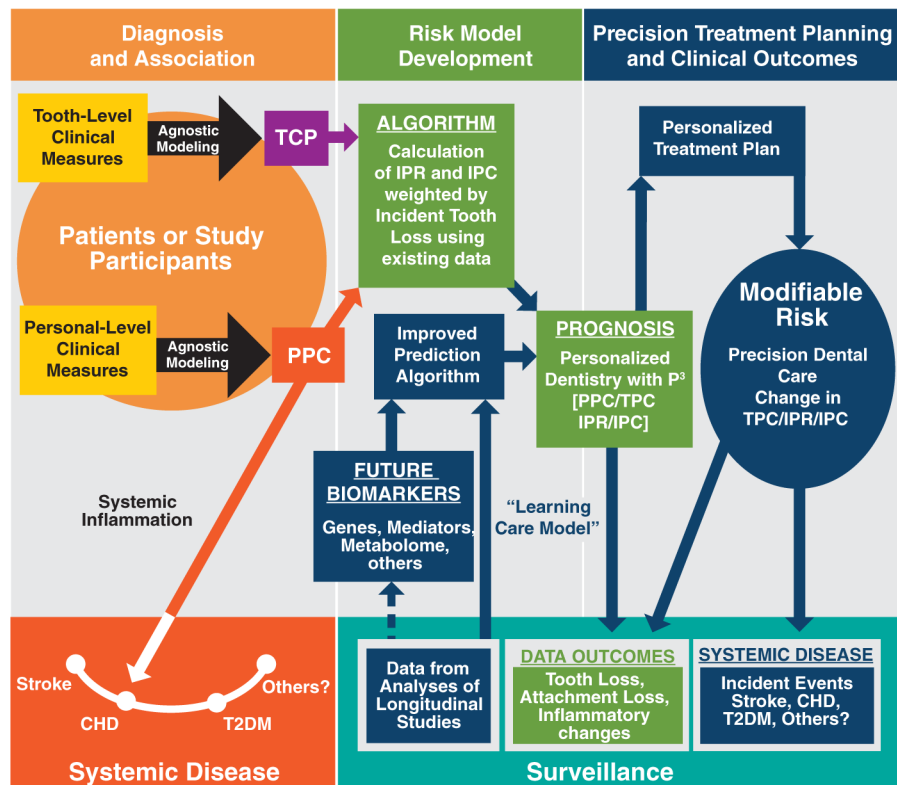 Diagnosis
and Association
Risk Model
Development
Precision Treatment Planning
and Clinical Outcomes
Tooth-Level
Clinical
Measures
Agnostic
Modeling
TCP
ALGORITHM
Calculation
of IPR and IPC
weighted by
Incident Tooth
Loss using
existing data
Personalized
Treatment Plan
Patients or Study
Participants
Personal-Level
Clinical
Measures
Agnostic
Modeling
PPC
Improved
Prediction
Algorithm
PROGNOSIS
Personalized
Dentistry with P³
[PPC/TPC
IPR/IPC]
Modifiable
Risk
Precision Dental
Care
Change in
TPC/IPR/IPC
Systemic
Inflammation
FUTURE
BIOMARKERS
Genes, Mediators,
Metabolome,
others
“Learning
Care Model”
Stroke
CHD
T2DM
Others?
Systemic Disease
Data from
Analyses of
Longitudinal
Studies
DATA OUTCOMES
Tooth Loss,
Attachment Loss,
Inflammatory
changes
SYSTEMIC DISEASE
Incident Events
Stroke, CHD,
T2DM, Others?
Surveillance